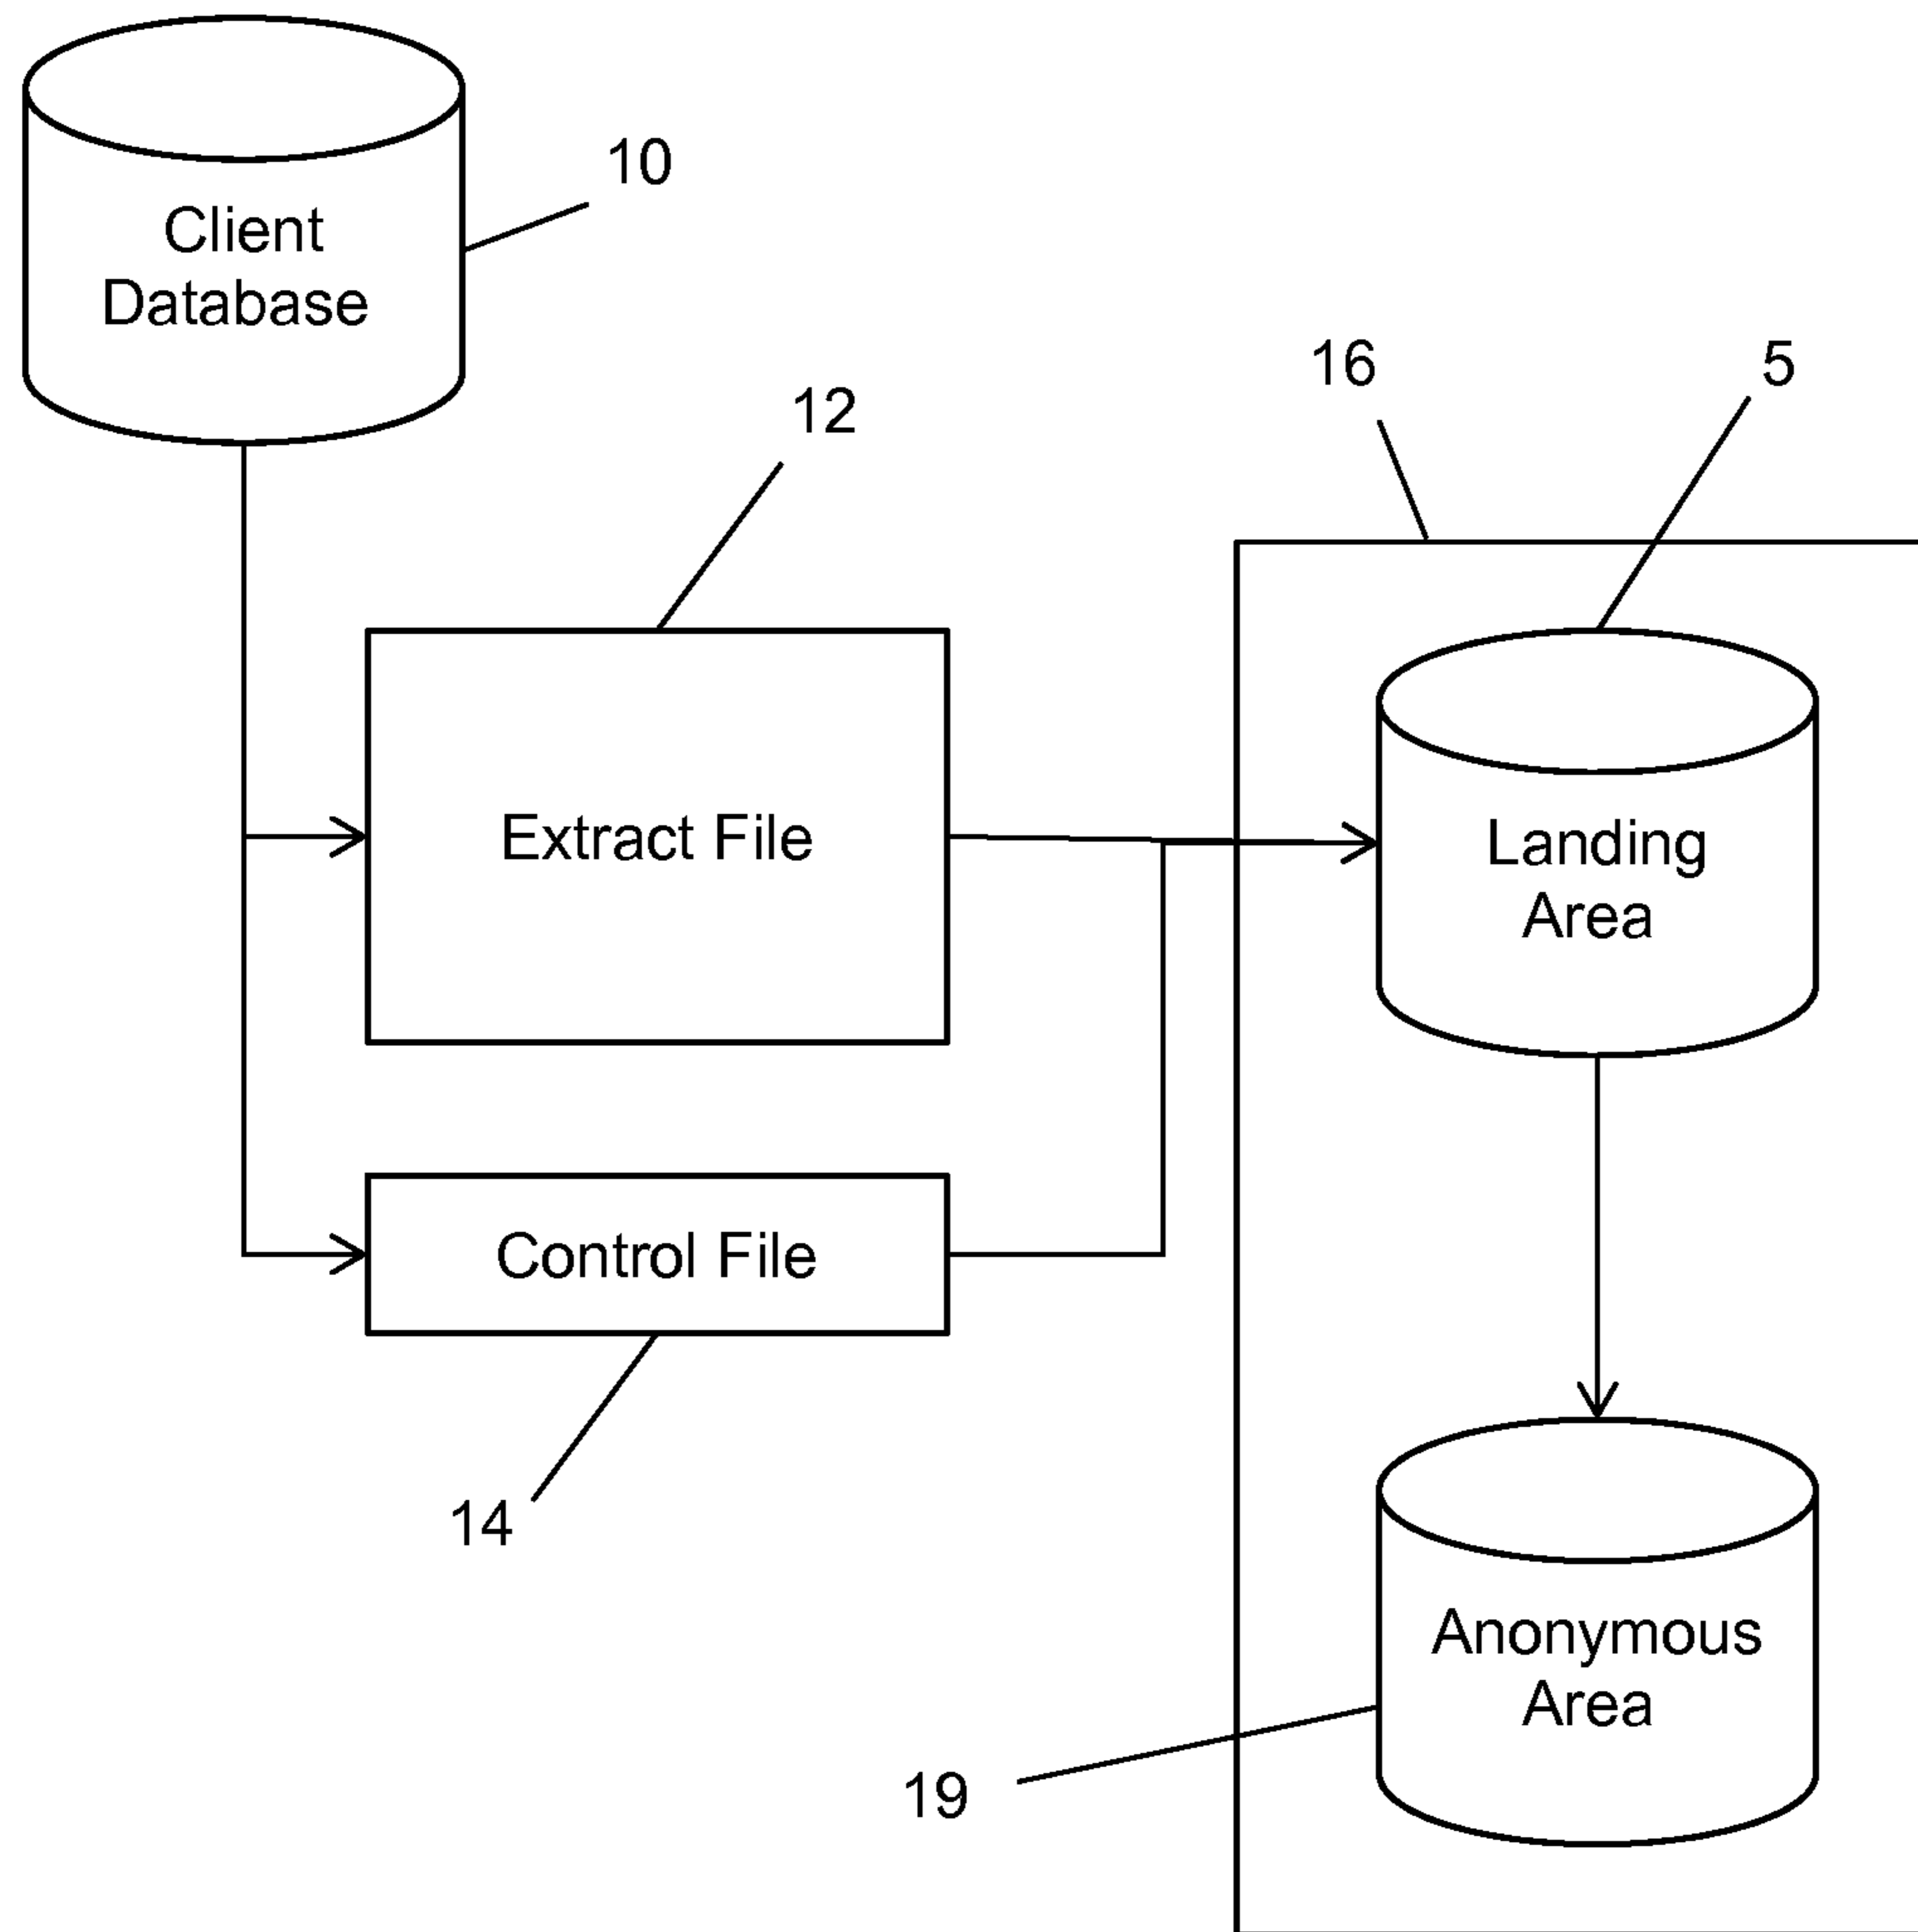 10
Client
Database
16
5
12
Extract File
Landing
Area
Control File
14
Anonymous
Area
19